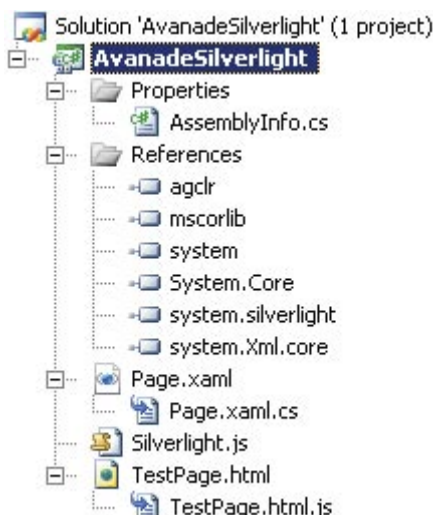 Solution 'AvanadeSilverlight' (1 project)
AvanadeSilverlight
Properties
AssemblyInfo.cs
References
agclr
mscorlib
system
System.Core
system.silverlight
system.Xml.core
Page.xaml
Page.xaml.cs
Silverlight.js
TestPage.html
TestPage.html.js